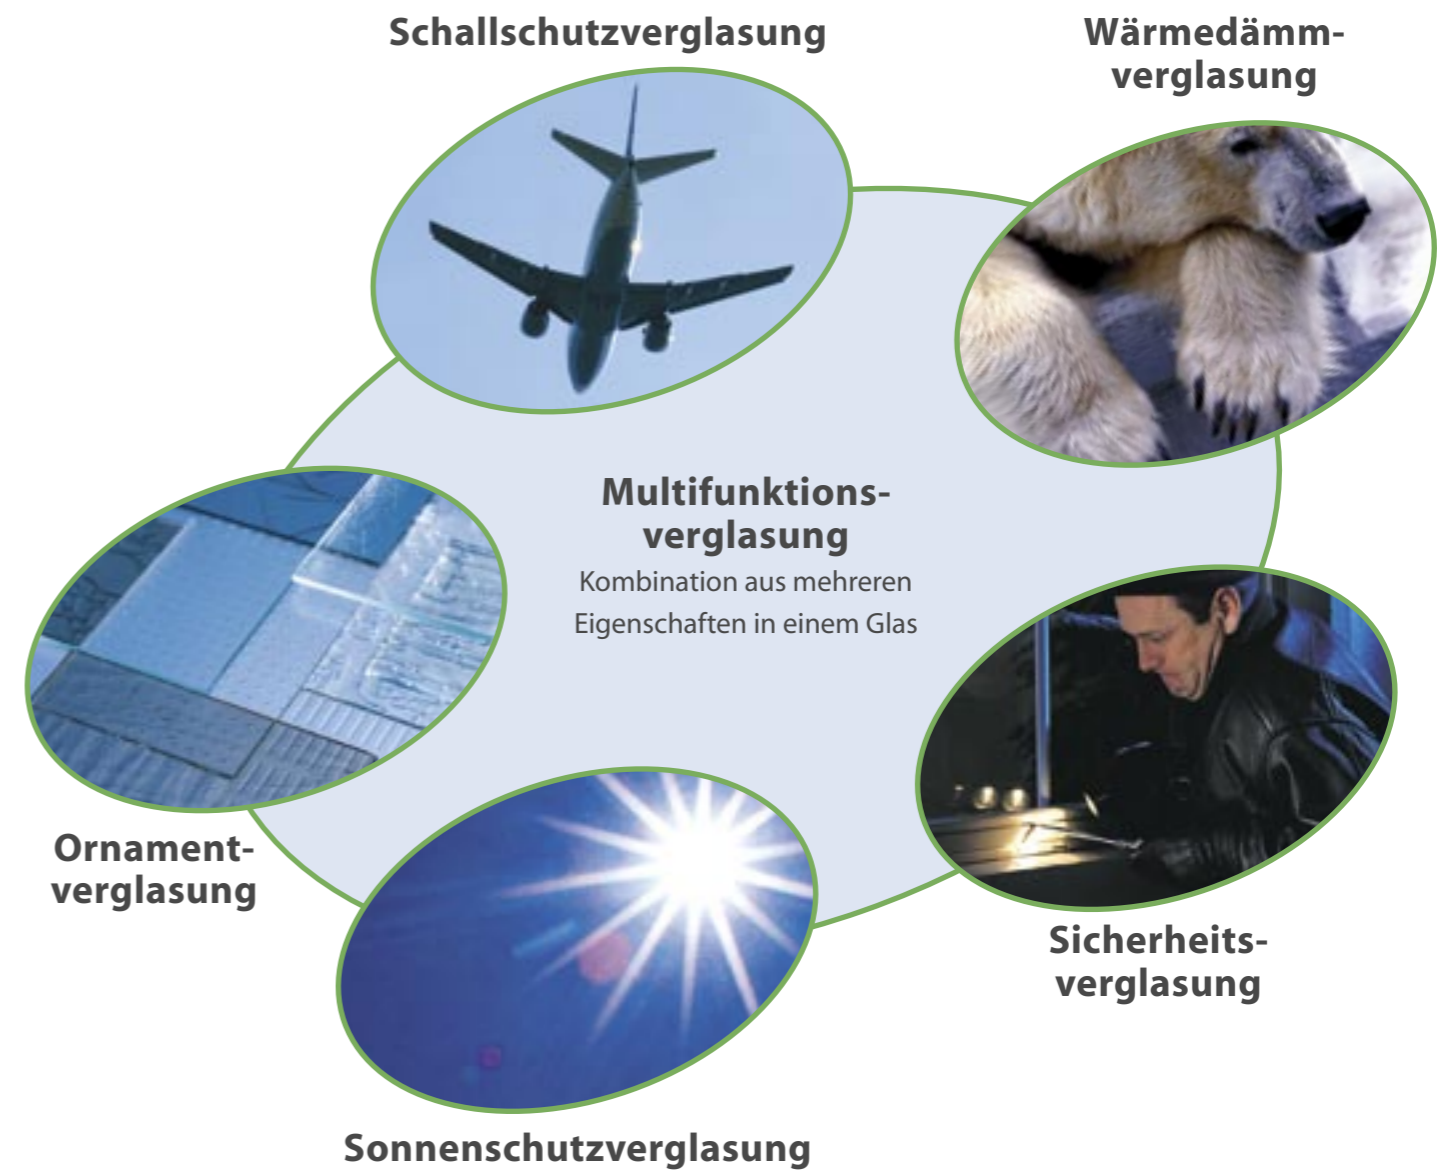 Schallschutzverglasung
Wärmedämm-
verglasung
Multifunktions-
verglasung
Kombination aus mehreren
Eigenschaften in einem Glas
Ornament-
verglasung
Sicherheits-
verglasung
Sonnenschutzverglasung